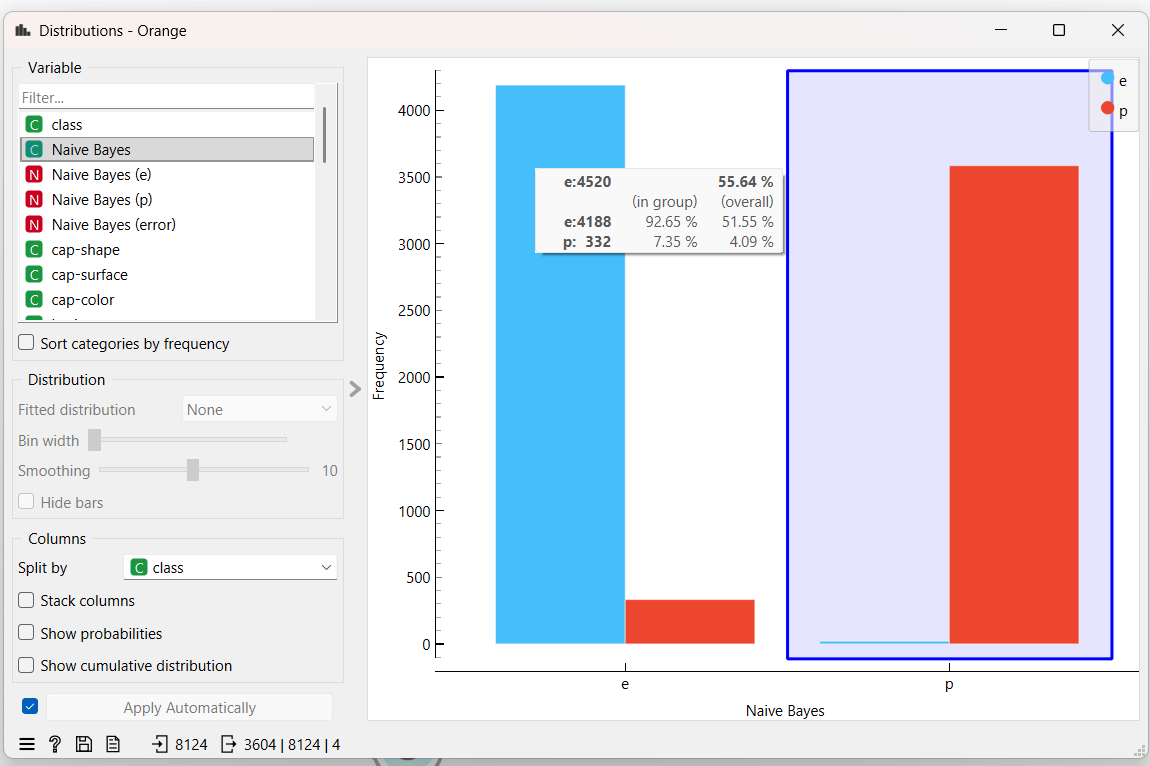 Distributions - Orange
Variable
Filter...
C class
C Naive Bayes
N Naive Bayes (e)
N Naive Bayes (p)
N Naive Bayes (error)
C cap-shape
C cap-surface
C cap-color
Sort categories by frequency
Distribution
Fitted distribution None
Bin width
Smoothing 10
Hide bars
Columns
Split by C class
Stack columns
Show probabilities
Show cumulative distribution
Apply Automatically
? 8124 3604 | 8124 | 4
Frequency
4000
3500
3000
2500
2000
1500
1000
500
0
e:4520 55.64 %
(in group) (overall)
e:4188 92.65 % 51.55 %
p: 332 7.35 % 4.09 %
e
p
e p
Naive Bayes